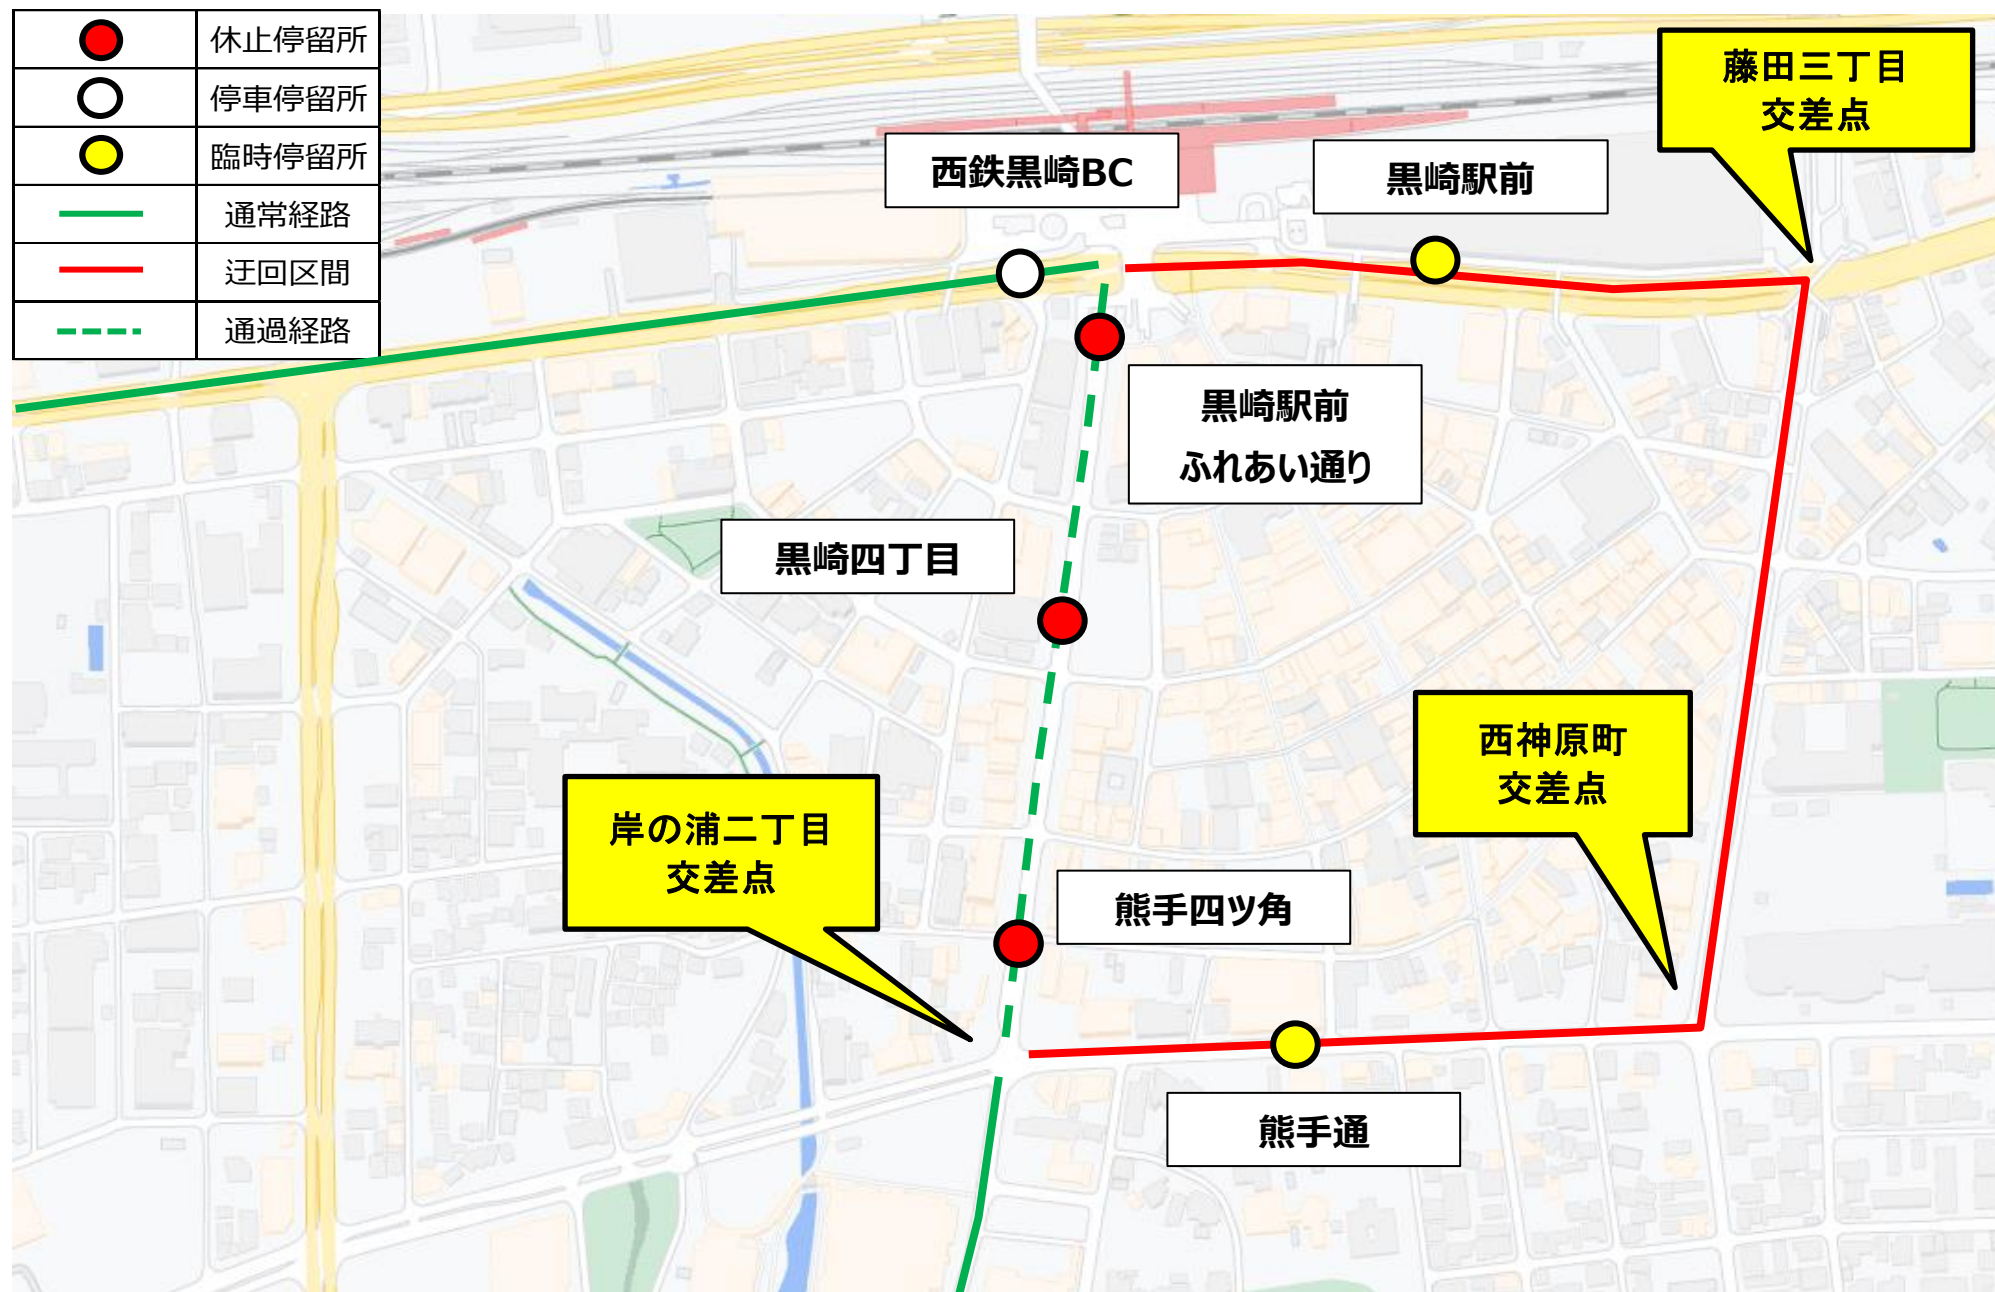 休止停留所
停車停留所
臨時停留所
通常経路
迂回区間
通過経路
藤田三丁目
交差点
西鉄黒崎BC
黒崎駅前
黒崎駅前
ふれあい通り
黒崎四丁目
西神原町
交差点
岸の浦二丁目
交差点
熊手四ツ角
熊手通